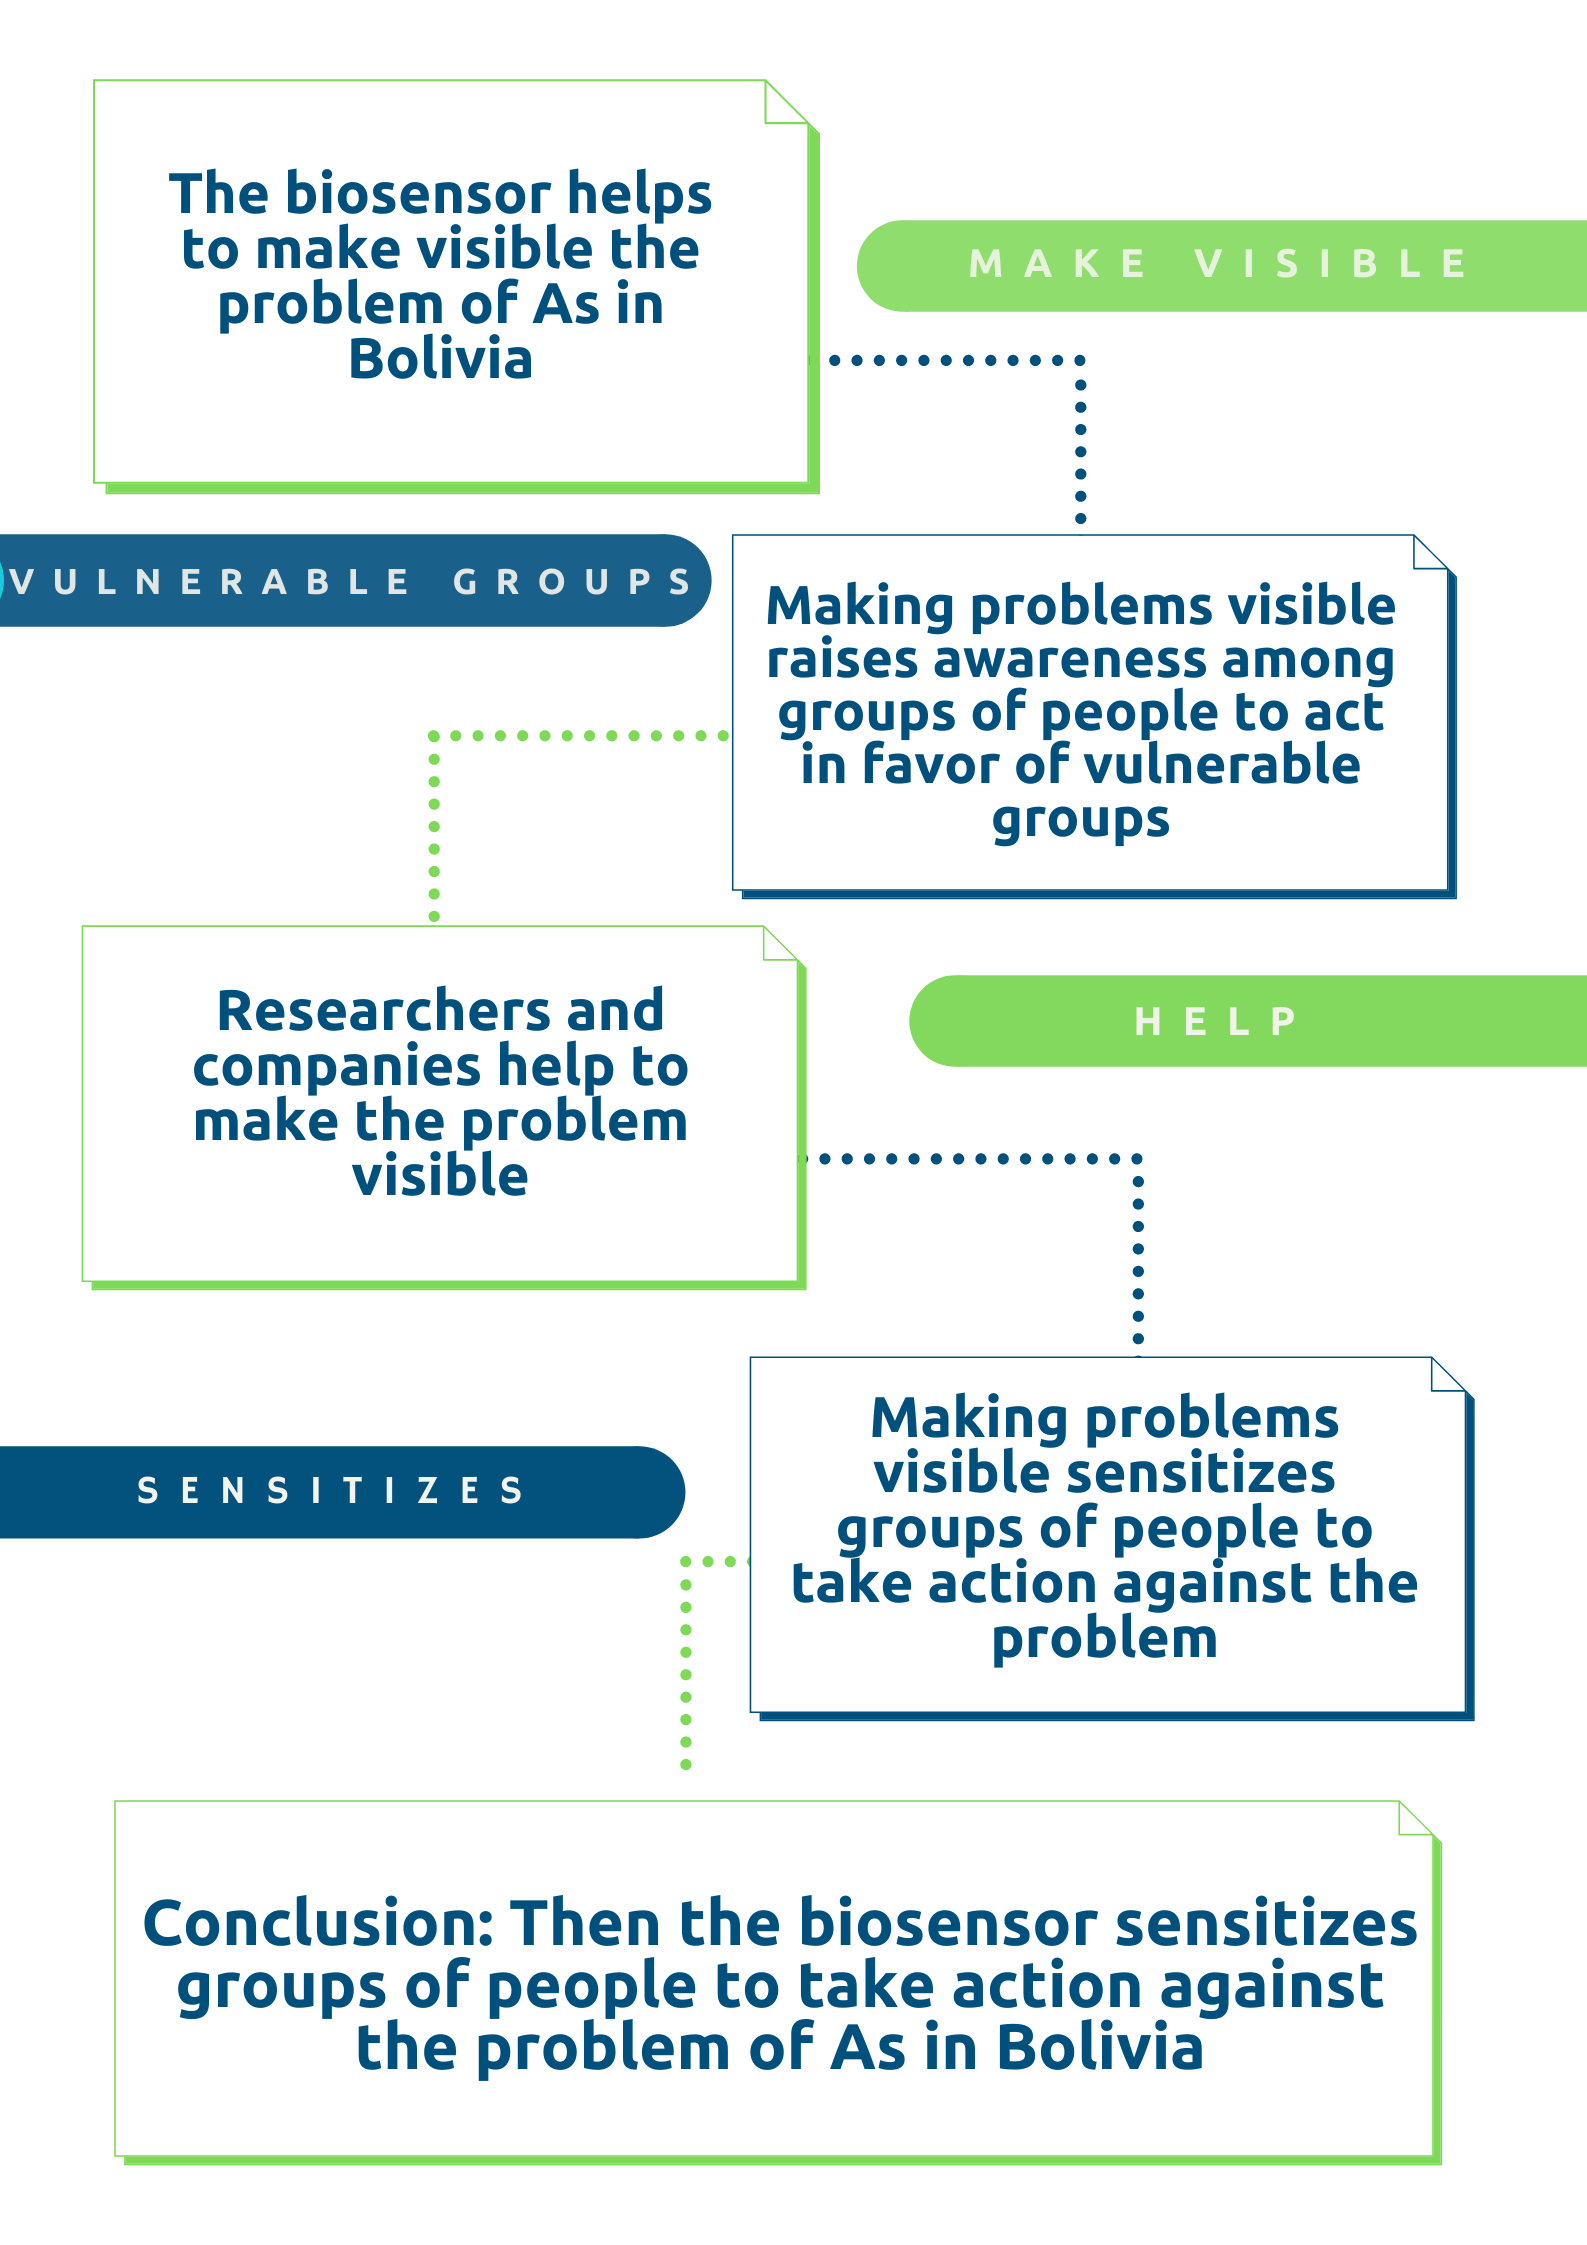 The biosensor helps
to make visible the
problem of As in
Bolivia
MAKE VISIBLE
VULNERABLE GROUPS
Making problems visible
raises awareness among
groups of people to act
in favor of vulnerable
groups
Researchers and
companies help to
make the problem
visible
HELP
Making problems
visible sensitizes
groups of people to
take action against the
problem
SENSITIZES
Conclusion: Then the biosensor sensitizes
groups of people to take action against
the problem of As in Bolivia